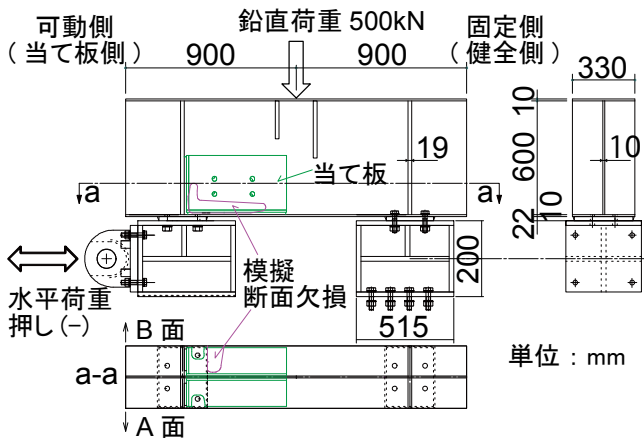 可動側
（当て板側）
鉛直荷重 500kN
固定側
（健全側）
900
900
330
10
600
10
10
22
19
当て板
a
a
200
模擬
断面欠損
水平荷重
押し(−)
515
B 面
a-a
A 面
単位：mm